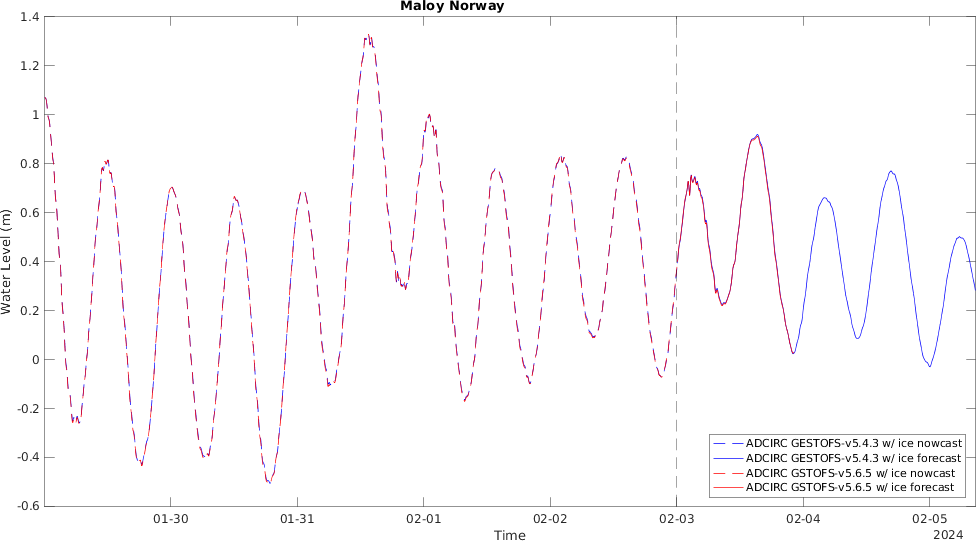 Maloy Norway
1.4
1.2
1
0.8
0.6
0.4
0.2
0
-0.2
-0.4
-0.6
Water Level (m)
01-30
01-31
02-01
02-02
02-03
02-04
02-05
Time
2024
ADCIRC GESTOFS-v5.4.3 w/ ice nowcast
ADCIRC GESTOFS-v5.4.3 w/ ice forecast
ADCIRC GSTOFS-v5.6.5 w/ ice nowcast
ADCIRC GSTOFS-v5.6.5 w/ ice forecast